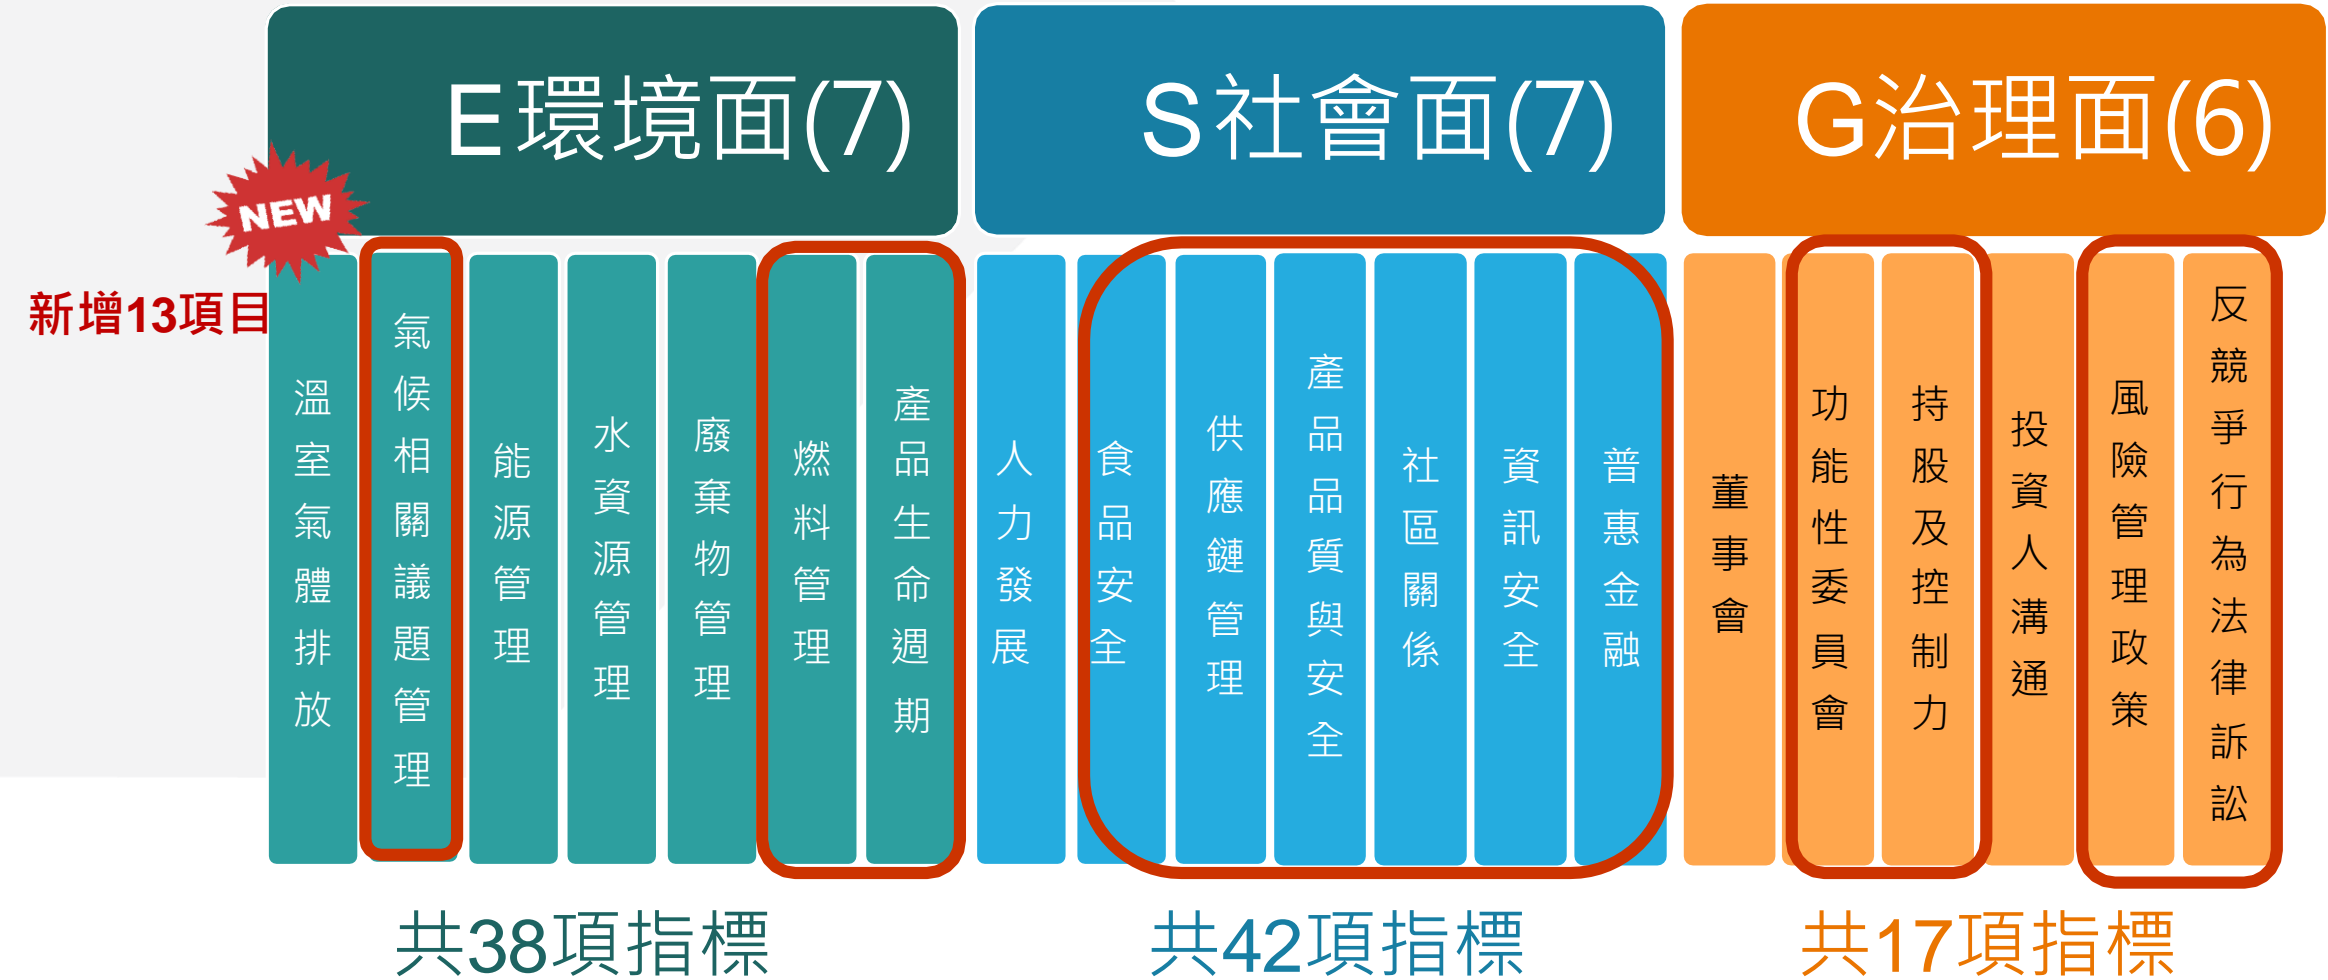 E環境面(7)
S社會面(7)
G治理面(6)
NEW
新增13項目
溫室氣體排放
氣候相關議題管理
能源管理
水資源管理
廢棄物管理
燃料管理
產品生命週期
人力發展
食品安全
供應鏈管理
產品品質與安全
社區關係
資訊安全
普惠金融
董事會
功能性委員會
持股及控制力
投資人溝通
風險管理政策
反競爭行為法律訴訟
共38項指標
共42項指標
共17項指標